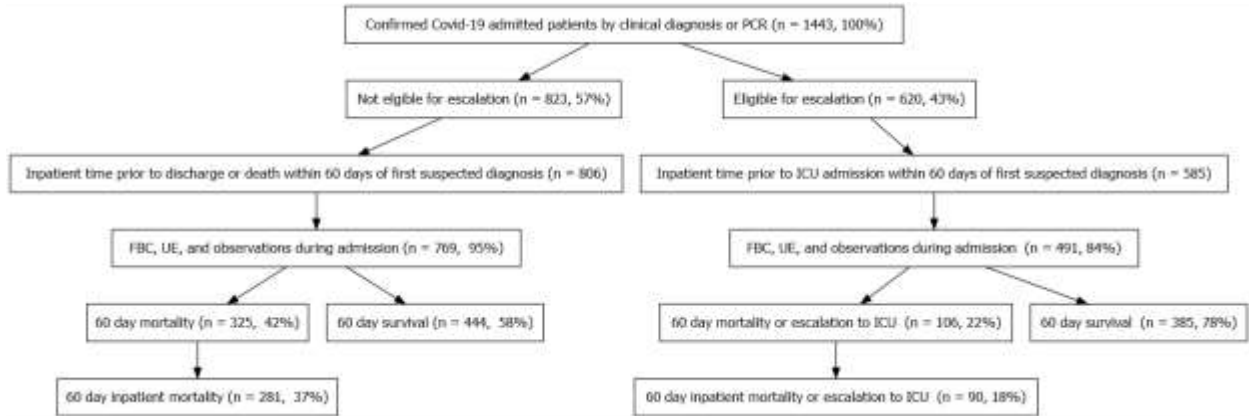 Confirmed Covid-19 admitted patients by clinical diagnosis or PCR (n = 1443, 100%)
Not elgible for escalation (n = 823, 57%)
Eligible for escalation (n = 620, 43%)
Inpatient time prior to discharge or death within 60 days of first suspected diagnosis (n = 806)
Inpatient time prior to ICU admission within 60 days of first suspected diagnosis (n = 585)
FBC, UE, and observations during admission (n = 769, 95%)
FBC, UE, and observations during admission (n = 491, 84%)
60 day mortality (n = 325, 42%)
60 day survival (n = 444, 58%)
60 day mortality or escalation to ICU (n = 106, 22%)
60 day survival (n = 385, 78%)
60 day inpatient mortality (n = 281, 37%)
60 day inpatient mortality or escalation to ICU (n = 90, 18%)